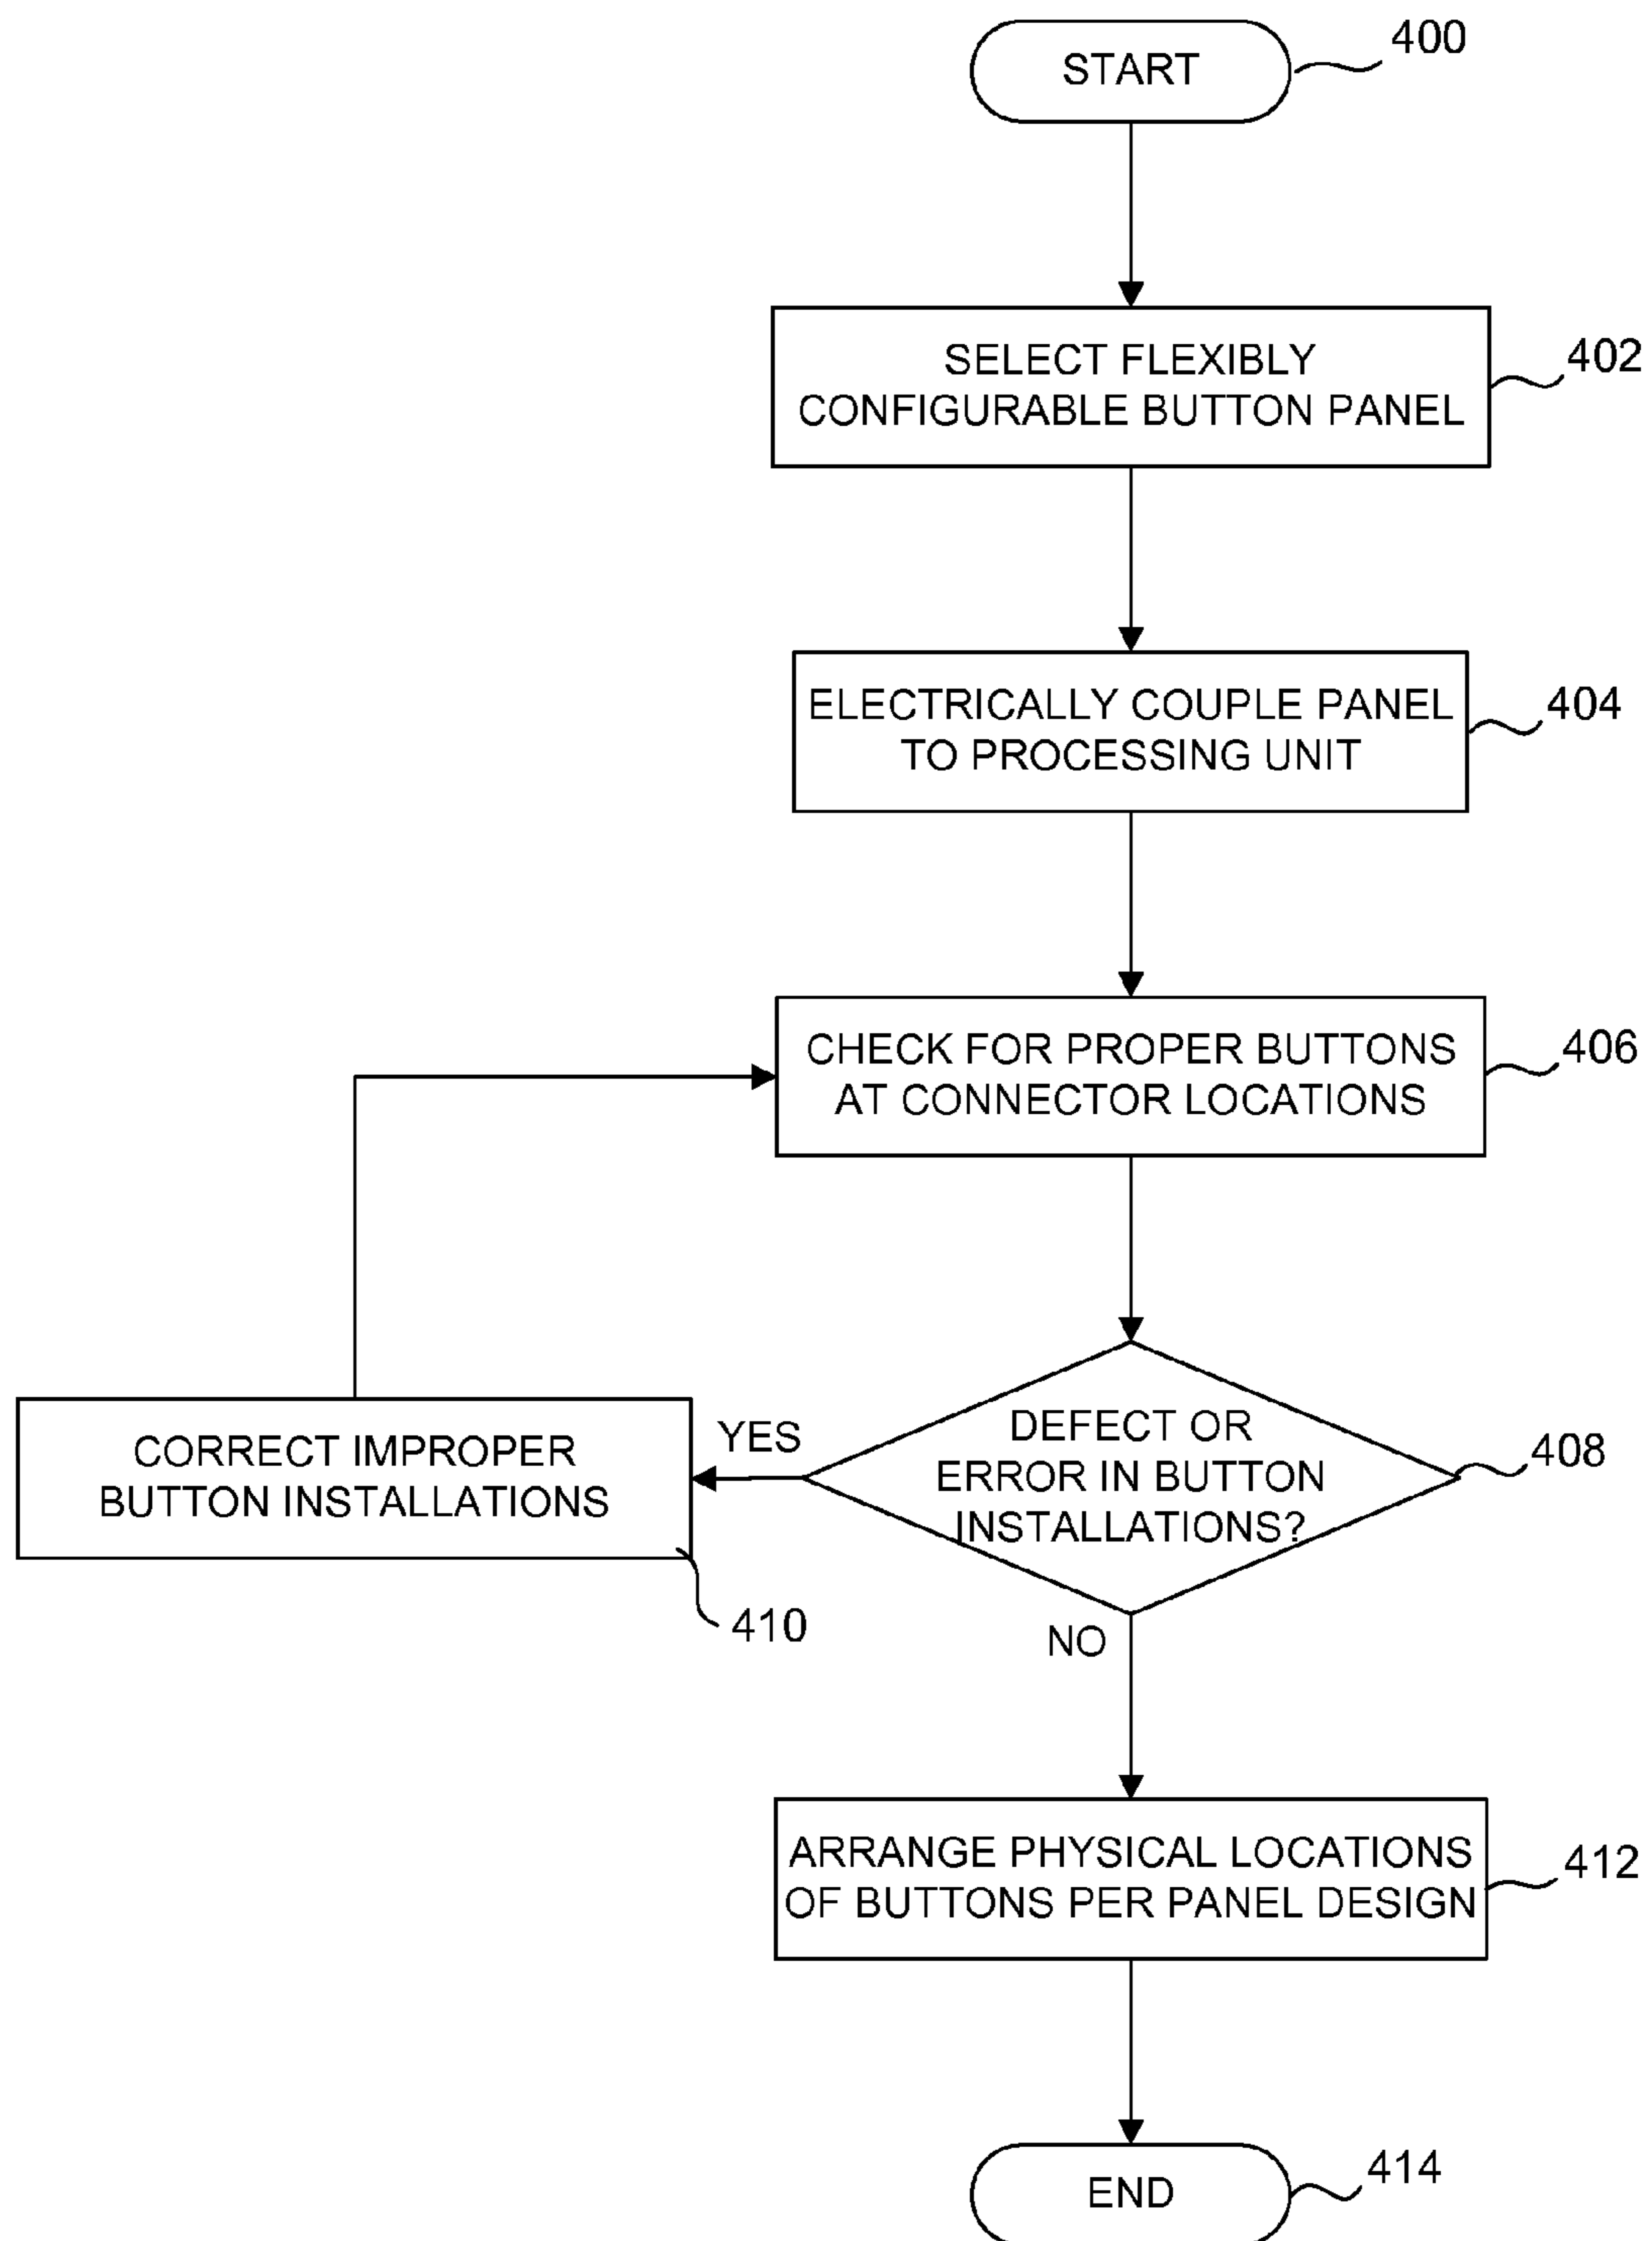 START
400
SELECT FLEXIBLY
CONFIGURABLE BUTTON PANEL
402
ELECTRICALLY COUPLE PANEL
TO PROCESSING UNIT
404
CHECK FOR PROPER BUTTONS
AT CONNECTOR LOCATIONS
406
DEFECT OR
ERROR IN BUTTON
INSTALLATIONS?
408
YES
CORRECT IMPROPER
BUTTON INSTALLATIONS
410
NO
ARRANGE PHYSICAL LOCATIONS
OF BUTTONS PER PANEL DESIGN
412
END
414